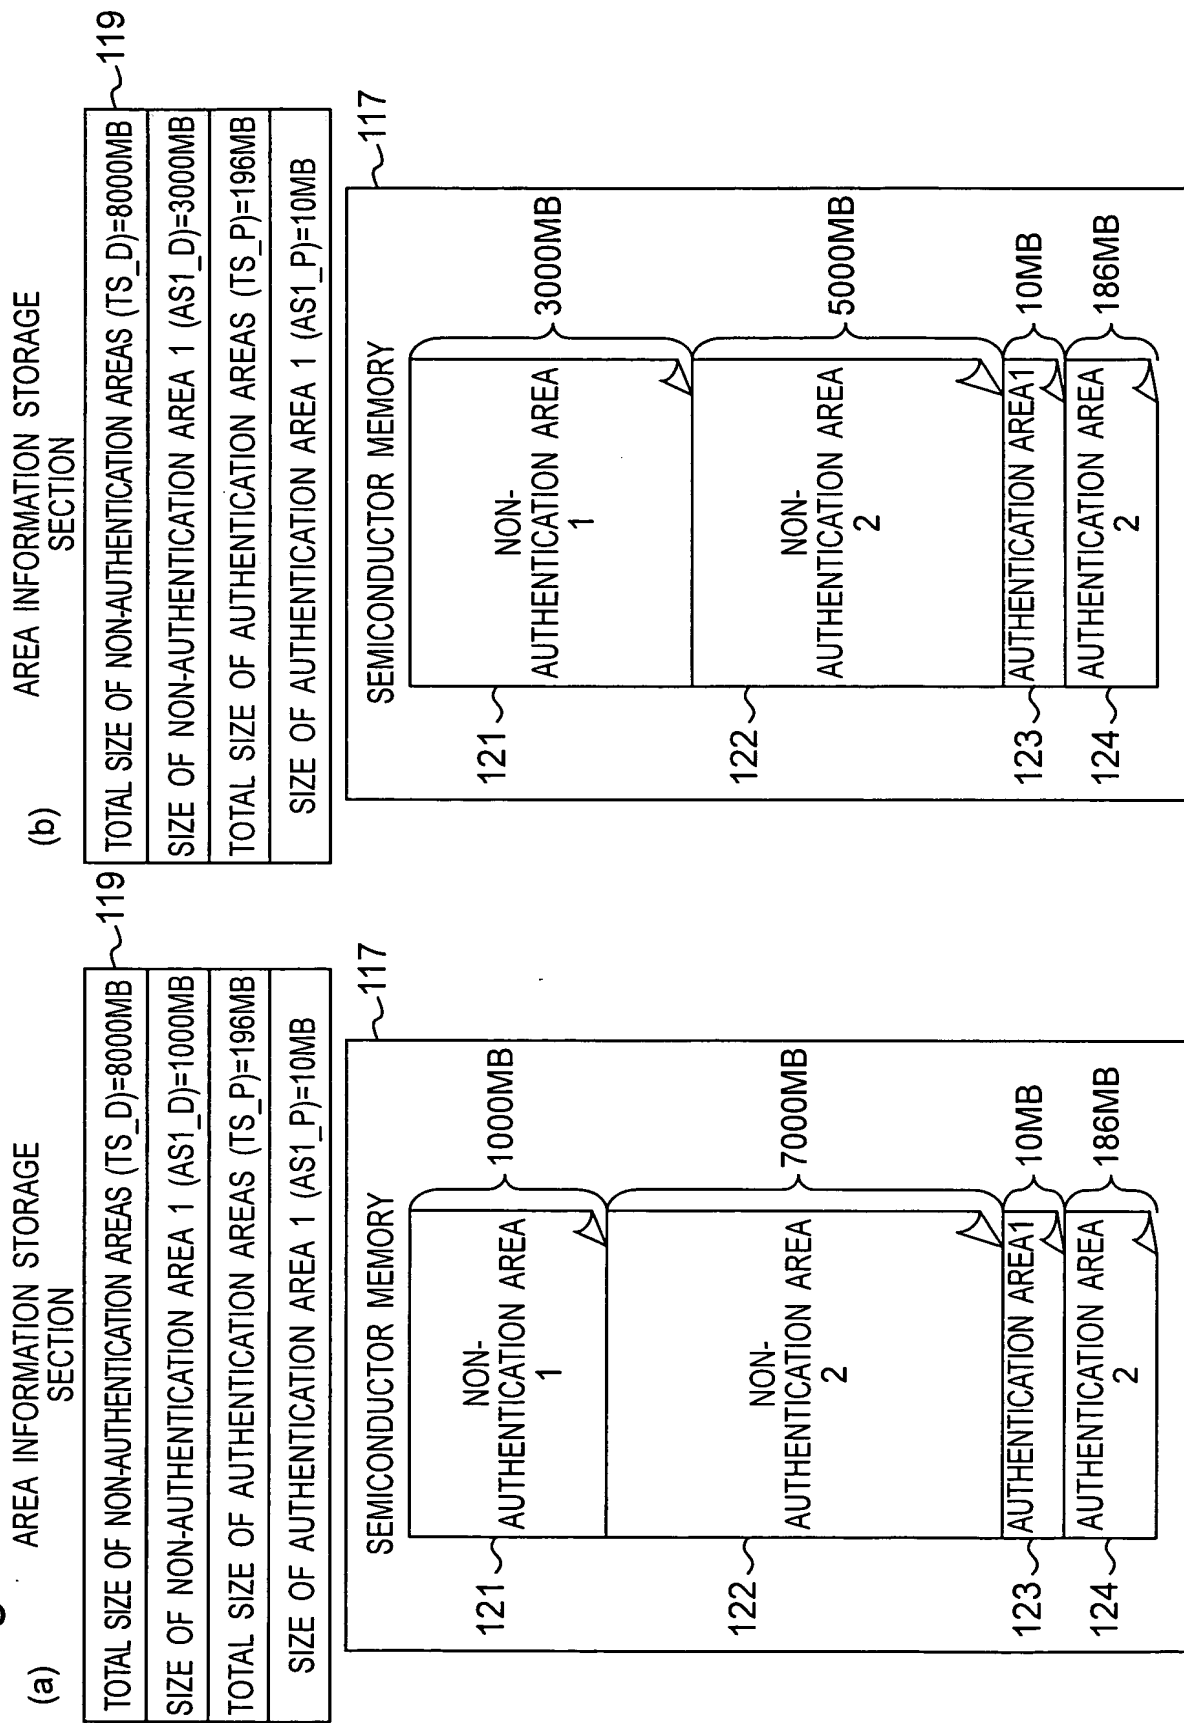 (a)
AREA INFORMATION STORAGE
SECTION
119
TOTAL SIZE OF NON-AUTHENTICATION AREAS (TS_D)=8000MB
SIZE OF NON-AUTHENTICATION AREA 1 (AS1_D)=1000MB
TOTAL SIZE OF AUTHENTICATION AREAS (TS_P)=196MB
SIZE OF AUTHENTICATION AREA 1 (AS1_P)=10MB
117
SEMICONDUCTOR MEMORY
121
NON-
AUTHENTICATION AREA
1
1000MB
122
NON-
AUTHENTICATION AREA
2
7000MB
123
AUTHENTICATION AREA1
10MB
124
AUTHENTICATION AREA
2
186MB
(b)
AREA INFORMATION STORAGE
SECTION
119
TOTAL SIZE OF NON-AUTHENTICATION AREAS (TS_D)=8000MB
SIZE OF NON-AUTHENTICATION AREA 1 (AS1_D)=3000MB
TOTAL SIZE OF AUTHENTICATION AREAS (TS_P)=196MB
SIZE OF AUTHENTICATION AREA 1 (AS1_P)=10MB
117
SEMICONDUCTOR MEMORY
121
NON-
AUTHENTICATION AREA
1
3000MB
122
NON-
AUTHENTICATION AREA
2
5000MB
123
AUTHENTICATION AREA1
10MB
124
AUTHENTICATION AREA
2
186MB